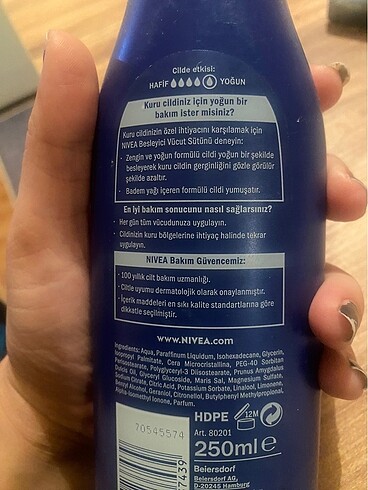 Cilde etkisi:
HAFİF YOĞUN
Kuru cildiniz için yoğun bir
bakım ister misiniz?
Kuru cildinizin özel ihtiyacını karşılamak için
NIVEA Besleyici Vücut Sütünü deneyin:
· Zengin ve yoğun formülü cildi yoğun bir şekilde
besleyerek kuru cildin gerginliğini gözle görülür
şekilde azaltır.
· Badem yağı içeren formülü cildi yumuşatır.
En iyi bakım sonucunu nasıl sağlarsınız?
· Her gün tüm vücudunuza uygulayın.
· Cildinizin kuru bölgelerine ihtiyaç halinde tekrar
uygulayın.
NIVEA Bakım Güvencemiz:
· 100 yıllık cilt bakım uzmanlığı.
· Ciltle uyumu dermatolojik olarak onaylanmıştır.
· İçerik maddeleri en sıkı kalite standartlarına göre
dikkatle seçilmiştir.
www.NIVEA.com
Ingredients: Aqua, Paraffinum Liquidum, Isohexadecane, Glycerin,
Isopropyl Palmitate, Cera Microcristallina, PEG-40 Sorbitan
Perisostearate, Polyglyceryl-3 Diisostearate, Prunus Amygdalus
Dulcis Oil, Glyceryl Glucoside, Maris Sal, Magnesium Sulfate,
Sodium Citrate, Citric Acid, Potassium Sorbate, Linalool, Limonene,
Benzyl Alcohol, Geraniol, Citronellol, Butylphenyl Methylpropional,
Alpha-Isomethyl Ionone, Parfum.
70545574
HDPE 12M
Art. 80201
250ml e
Beiersdorf
Beiersdorf AG,
D-20245 Hamburg
7439